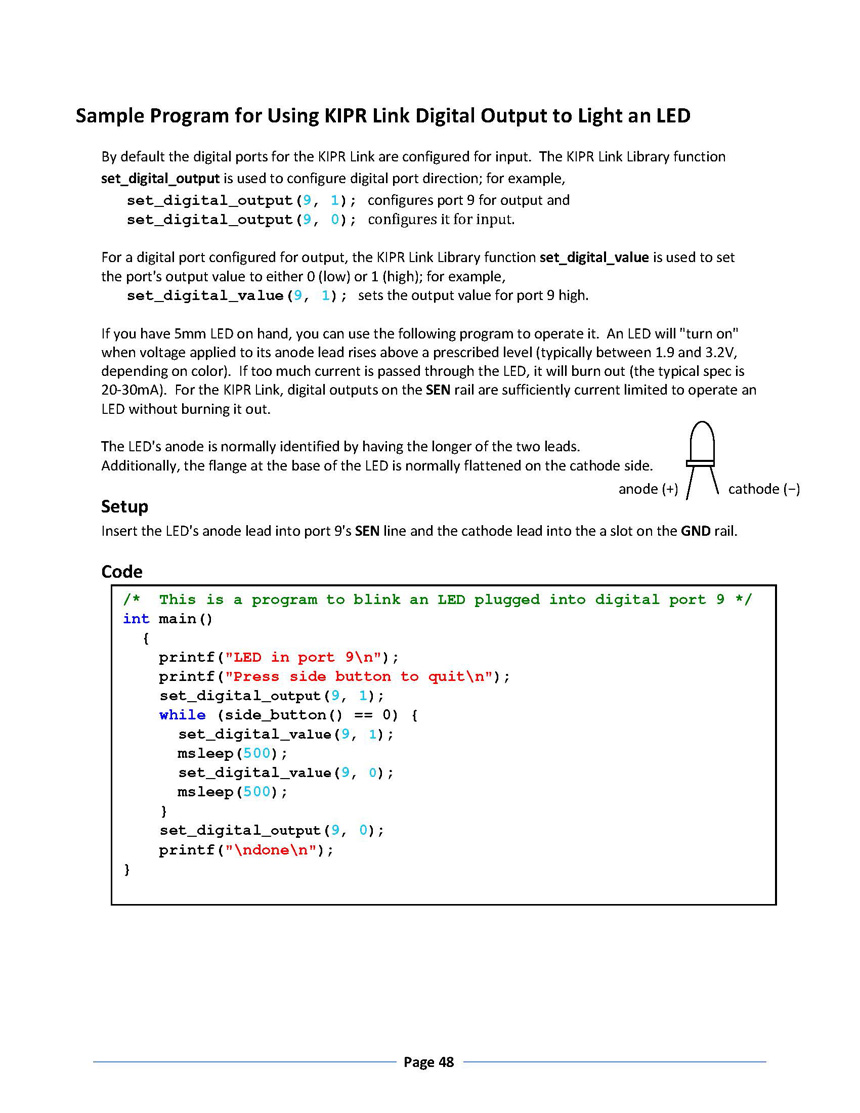 Sample Program for Using KIPR Link Digital Output to Light an LED
By default the digital ports for the KIPR Link are configured for input.  The KIPR Link Library function
set_digital_output is used to configure digital port direction; for example,
set_digital_output(9, 1);  configures port 9 for output and
set_digital_output(9, 0);  configures it for input.
For a digital port configured for output, the KIPR Link Library function set_digital_value is used to set
the port's output value to either 0 (low) or 1 (high); for example,
set_digital_value(9, 1);  sets the output value for port 9 high.
If you have 5mm LED on hand, you can use the following program to operate it.  An LED will "turn on"
when voltage applied to its anode lead rises above a prescribed level (typically between 1.9 and 3.2V,
depending on color).  If too much current is passed through the LED, it will burn out (the typical spec is
20-30mA).  For the KIPR Link, digital outputs on the SEN rail are sufficiently current limited to operate an
LED without burning it out.
The LED's anode is normally identified by having the longer of the two leads.
Additionally, the flange at the base of the LED is normally flattened on the cathode side.
anode (+) cathode (−)
Setup
Insert the LED's anode lead into port 9's SEN line and the cathode lead into the a slot on the GND rail.
Code
/*  This is a program to blink an LED plugged into digital port 9 */
int main()
{
printf("LED in port 9\n");
printf("Press side button to quit\n");
set_digital_output(9, 1);
while (side_button() == 0) {
set_digital_value(9, 1);
msleep(500);
set_digital_value(9, 0);
msleep(500);
}
set_digital_output(9, 0);
printf("\ndone\n");
}
Page 48